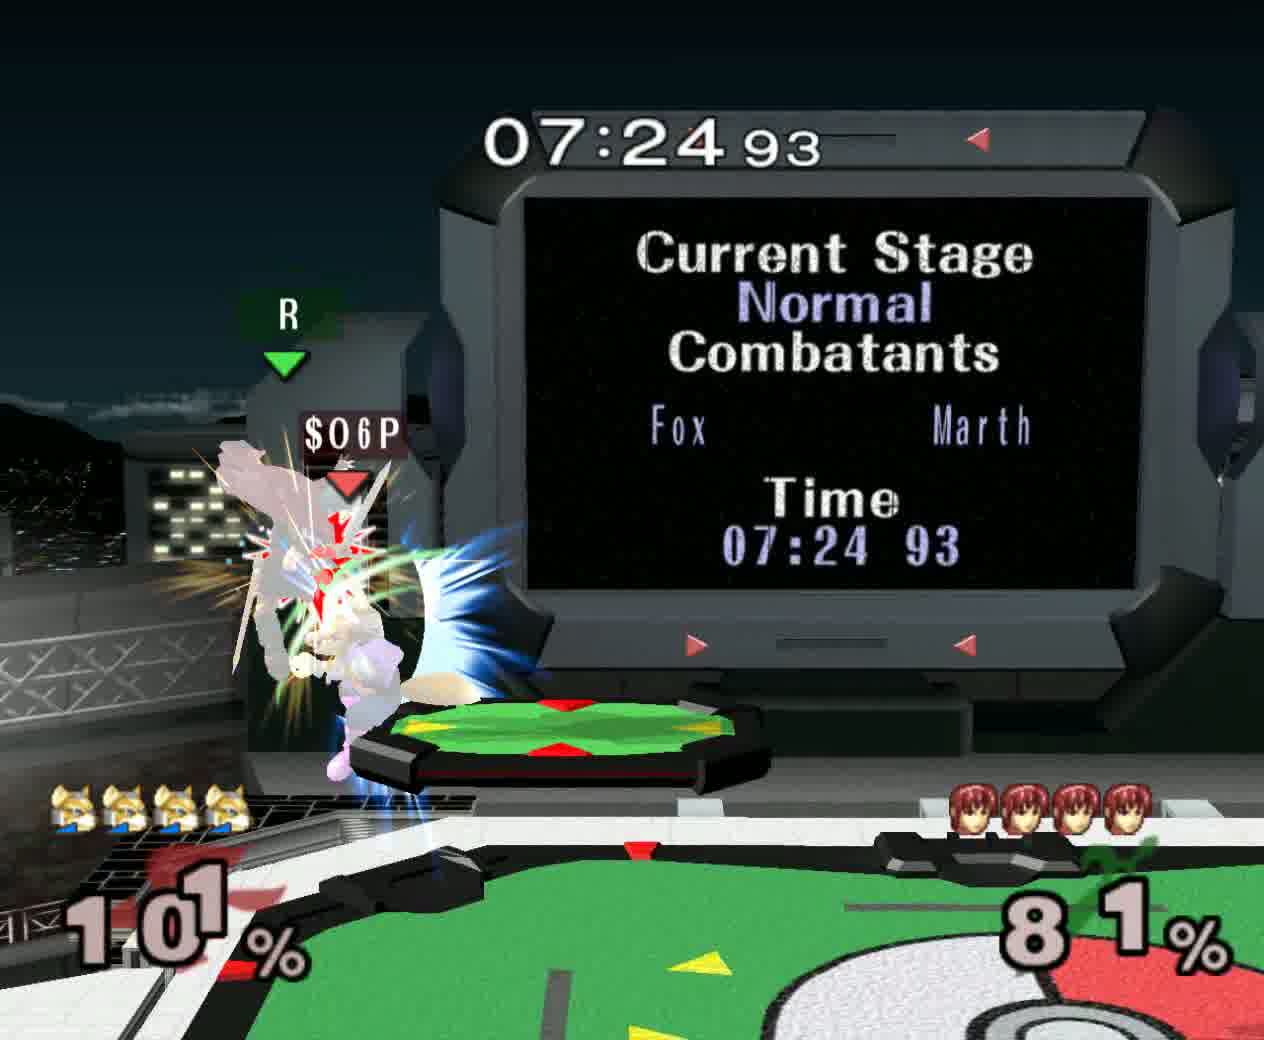 07:24 93
Current Stage
Normal
Combatants
R
Fox Marth
$06P
Time
07:24 93
101%
81%